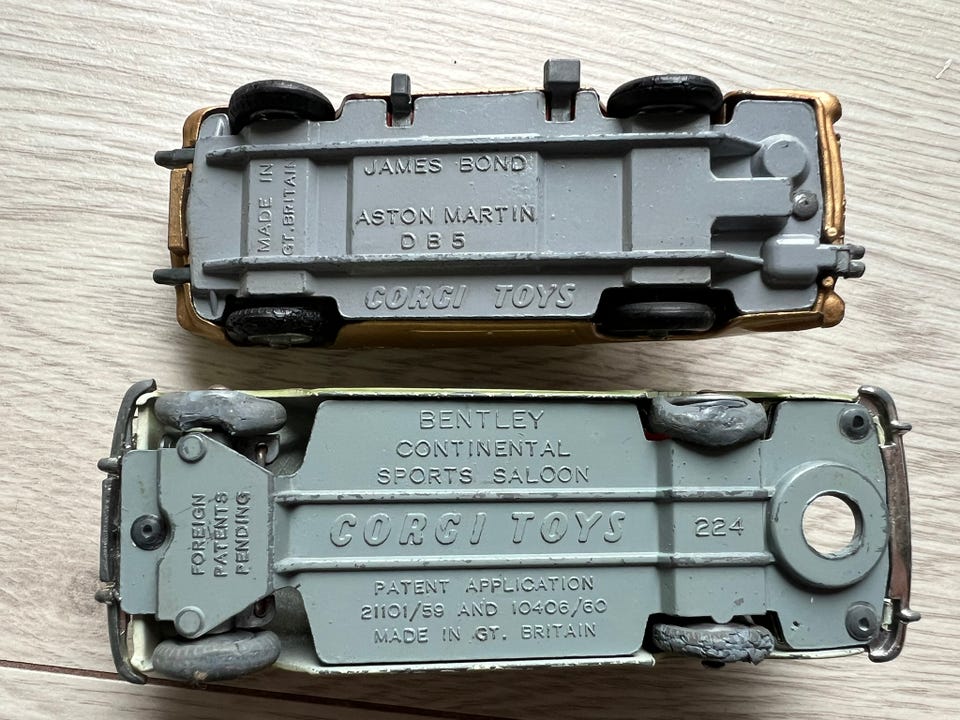 MADE IN
GT. BRITAIN
JAMES BOND
ASTON MARTIN
DB5
CORGI TOYS
FOREIGN
PATENTS
PENDING
BENTLEY
CONTINENTAL
SPORTS SALOON
CORGI TOYS
224
PATENT APPLICATION
21101/59 AND 10406/60
MADE IN GT. BRITAIN